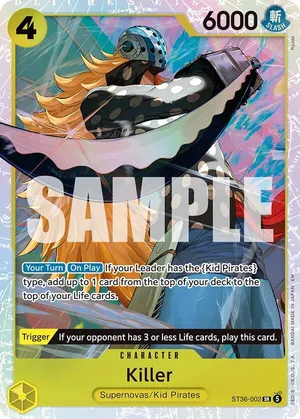 4
6000
斬
SLASH
SAMPLE
Your Turn On Play If your Leader has the {Kid Pirates}
type, add up to 1 card from the top of your deck to the
top of your Life cards.
Trigger If your opponent has 3 or less Life cards, play this card.
CHARACTER
Killer
Supernovas/Kid Pirates
ST36-002
5